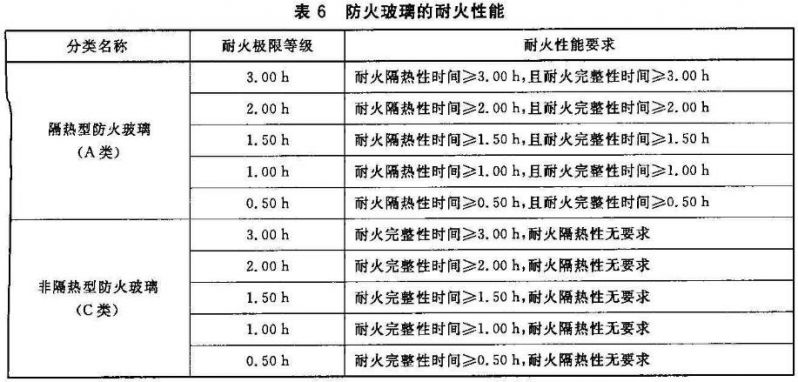 表 6 防火玻璃的耐火性能
分类名称 耐火极限等级 耐火性能要求
隔热型防火玻璃
(A 类)
3.00 h 耐火隔热性时间≥3.00 h,且耐火完整性时间≥3.00 h
2.00 h 耐火隔热性时间≥2.00 h,且耐火完整性时间≥2.00 h
1.50 h 耐火隔热性时间≥1.50 h,且耐火完整性时间≥1.50 h
1.00 h 耐火隔热性时间≥1.00 h,且耐火完整性时间≥1.00 h
0.50 h 耐火隔热性时间≥0.50 h,且耐火完整性时间≥0.50 h
非隔热型防火玻璃
(C 类)
3.00 h 耐火完整性时间≥3.00 h,耐火隔热性无要求
2.00 h 耐火完整性时间≥2.00 h,耐火隔热性无要求
1.50 h 耐火完整性时间≥1.50 h,耐火隔热性无要求
1.00 h 耐火完整性时间≥1.00 h,耐火隔热性无要求
0.50 h 耐火完整性时间≥0.50 h,耐火隔热性无要求